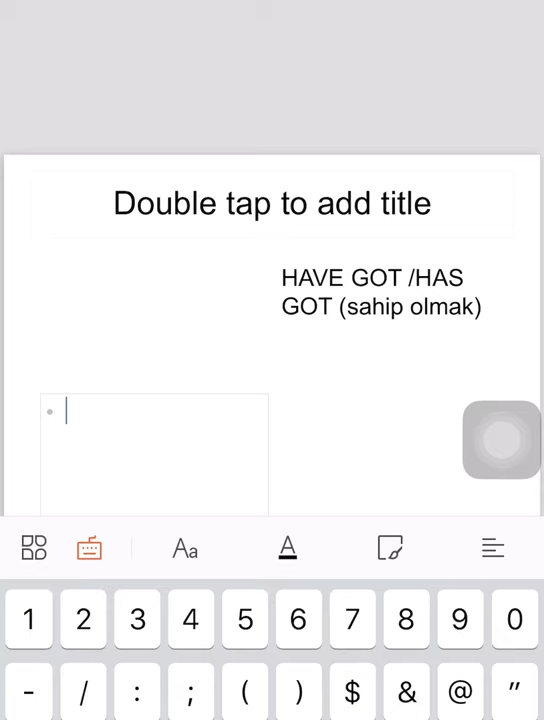 Double tap to add title
HAVE GOT /HAS
GOT (sahip olmak)
Aa A
1 2 3 4 5 6 7 8 9 0
- / : ; ( ) $ & @ "